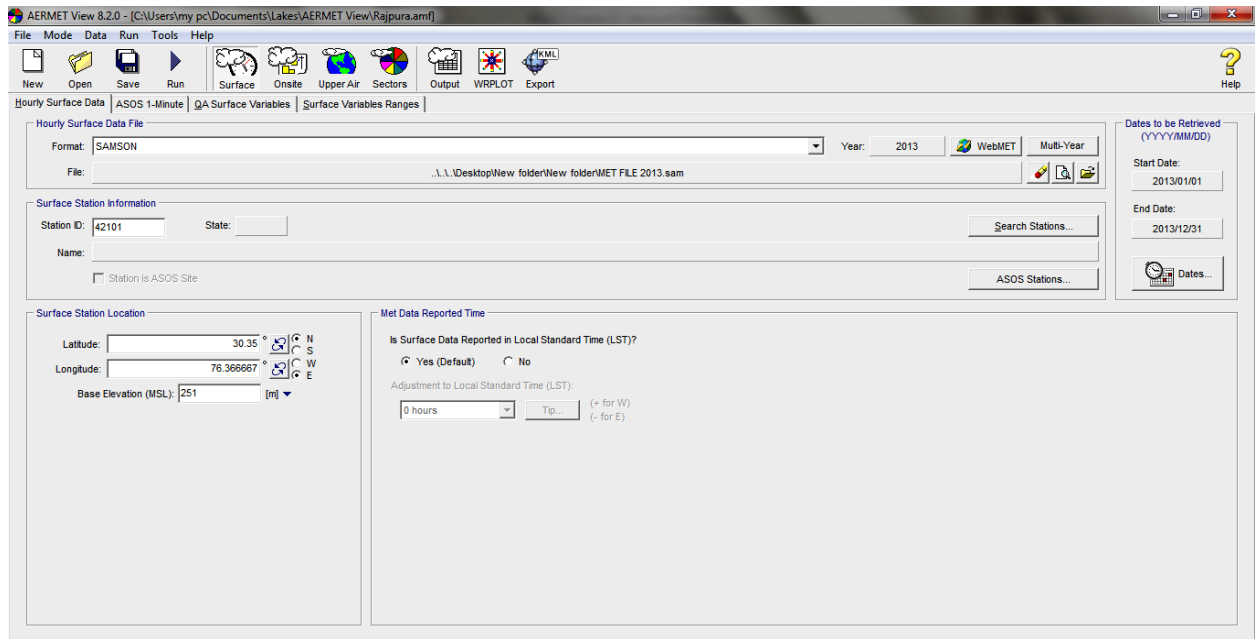 AERMET View 8.2.0 - [C:\Users\my pc\Documents\Lakes\AERMET View\Rajpura.amf]
File Mode Data Run Tools Help
KML
New Open Save Run Surface Onsite Upper Air Sectors Output WRPLOT Export Help
Hourly Surface Data ASOS 1-Minute QA Surface Variables Surface Variables Ranges
Hourly Surface Data File
Format: SAMSON Year: 2013 WebMET Multi-Year
File: ..\..\..\Desktop\New folder\New folder\MET FILE 2013.sam
Dates to be Retrieved
(YYYY/MM/DD)
Start Date:
2013/01/01
End Date:
2013/12/31
Dates...
Surface Station Information
Station ID: 42101 State: Search Stations...
Name:
Station is ASOS Site ASOS Stations...
Surface Station Location
Latitude: 30.35 ° N
S
Longitude: 76.366667 ° W
E
Base Elevation (MSL): 251 [m]
Met Data Reported Time
Is Surface Data Reported in Local Standard Time (LST)?
Yes (Default) No
Adjustment to Local Standard Time (LST):
0 hours Tip... (+ for W)
(- for E)